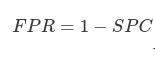 FPR = 1 − SPC.